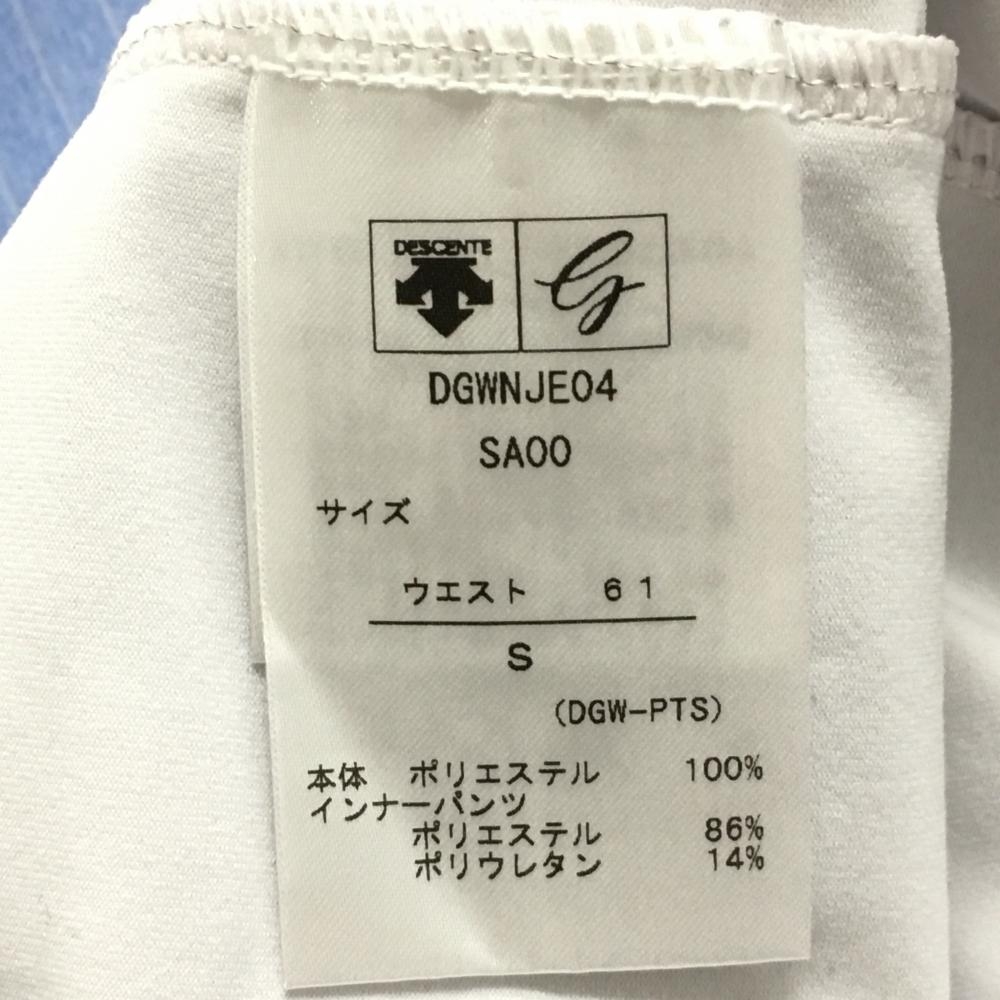 DESCENTE G
DGWNJE04
SA00
サイズ
ウエスト 61
S
(DGW-PTS)
本体 ポリエステル 100%
インナーパンツ
ポリエステル 86%
ポリウレタン 14%